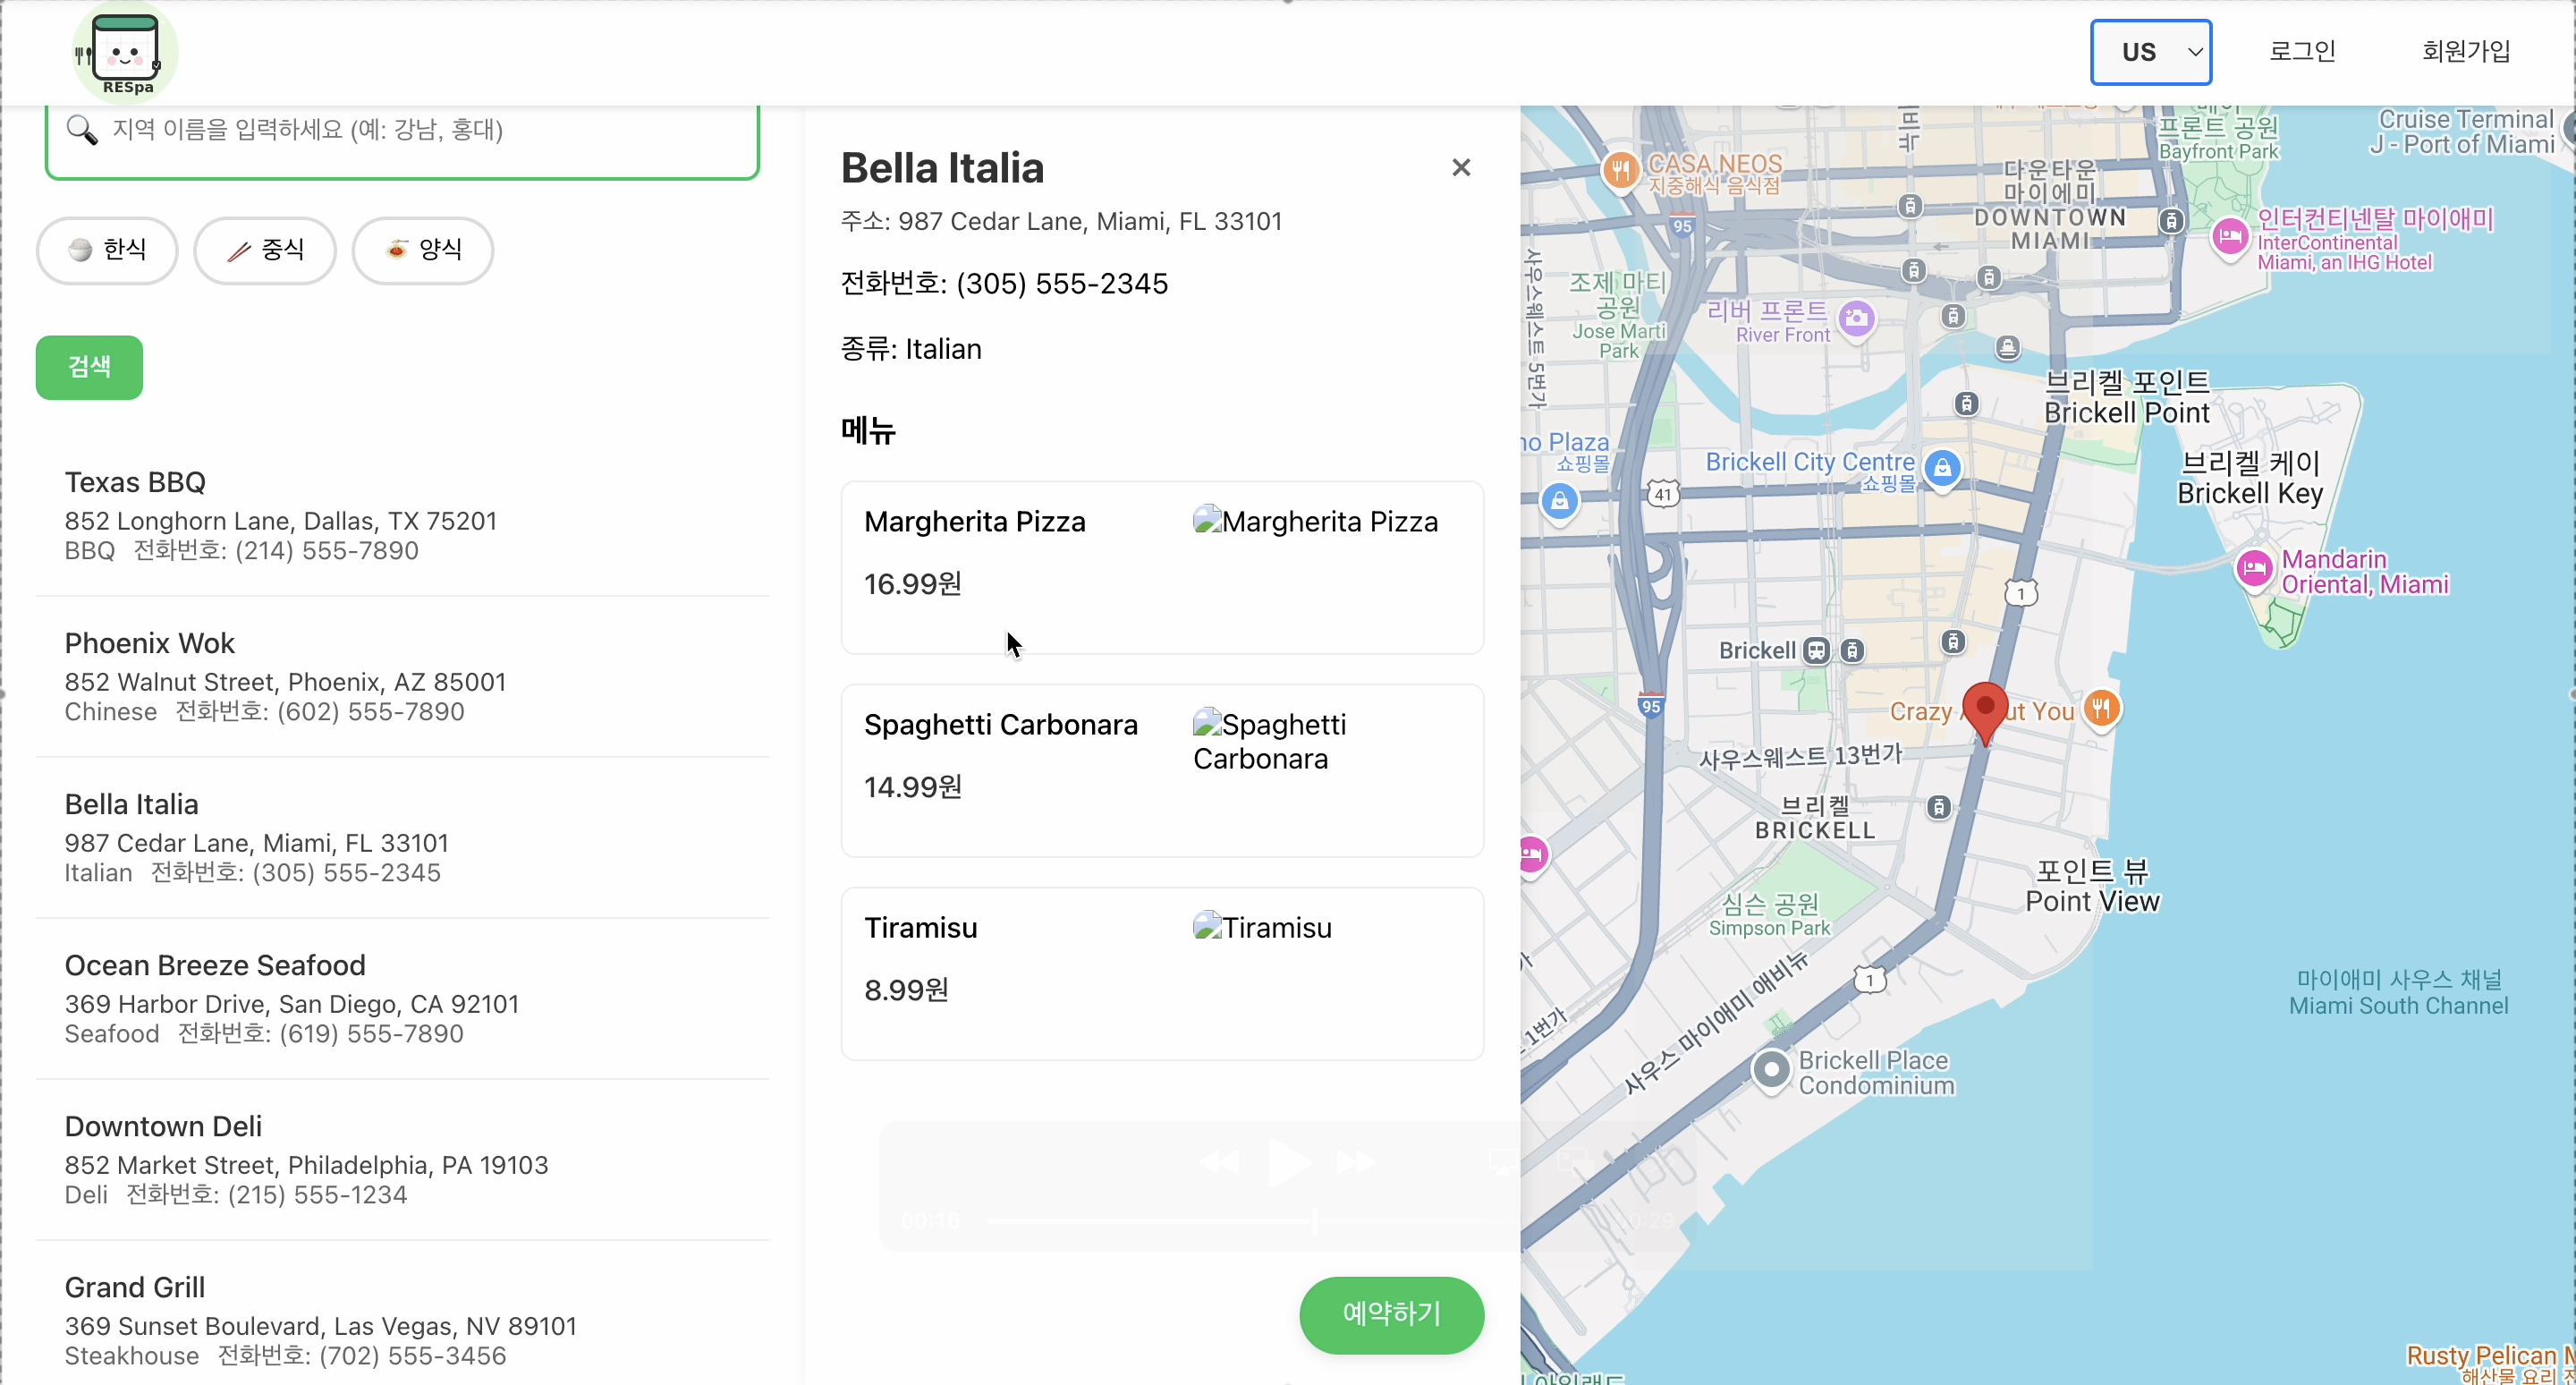 RESpa
US
로그인
회원가입
지역 이름을 입력하세요 (예: 강남, 홍대)
한식
중식
양식
검색
Texas BBQ
852 Longhorn Lane, Dallas, TX 75201
BBQ 전화번호: (214) 555-7890
Phoenix Wok
852 Walnut Street, Phoenix, AZ 85001
Chinese 전화번호: (602) 555-7890
Bella Italia
987 Cedar Lane, Miami, FL 33101
Italian 전화번호: (305) 555-2345
Ocean Breeze Seafood
369 Harbor Drive, San Diego, CA 92101
Seafood 전화번호: (619) 555-7890
Downtown Deli
852 Market Street, Philadelphia, PA 19103
Deli 전화번호: (215) 555-1234
Grand Grill
369 Sunset Boulevard, Las Vegas, NV 89101
Steakhouse 전화번호: (702) 555-3456
Bella Italia
주소: 987 Cedar Lane, Miami, FL 33101
전화번호: (305) 555-2345
종류: Italian
메뉴
Margherita Pizza
Margherita Pizza
16.99원
Spaghetti Carbonara
Spaghetti
Carbonara
14.99원
Tiramisu
Tiramisu
8.99원
00:16
예약하기
CASA NEOS
지중해식 음식점
프론트 공원
Bayfront Park
Cruise Terminal
J - Port of Miami
다운타운
마이애미
DOWNTOWN
MIAMI
인터컨티넨탈 마이애미
InterContinental
Miami, an IHG Hotel
95
사우스웨스트 5번가
조제 마티
공원
Jose Marti
Park
리버 프론트
River Front
브리켈 포인트
Brickell Point
Plaza
쇼핑몰
Brickell City Centre
쇼핑몰
41
브리켈 케이
Brickell Key
Mandarin
Oriental, Miami
1
Brickell
95
Crazy
You
사우스웨스트 13번가
브리켈
BRICKELL
포인트 뷰
Point View
심슨 공원
Simpson Park
1
마이애미 사우스 채널
Miami South Channel
1번가
사우스 마이애미 애비뉴
Brickell Place
Condominium
Rusty Pelican
해산물 요리